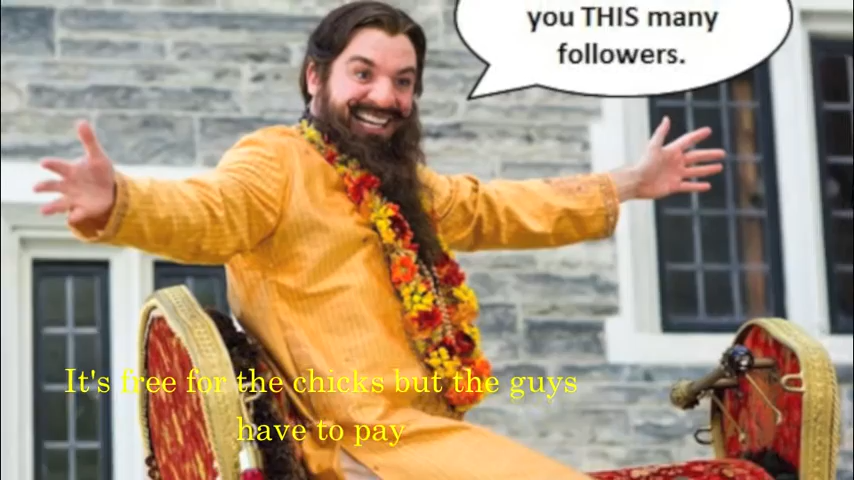 you THIS many
followers.
It's free for the chicks but the guys
have to pay